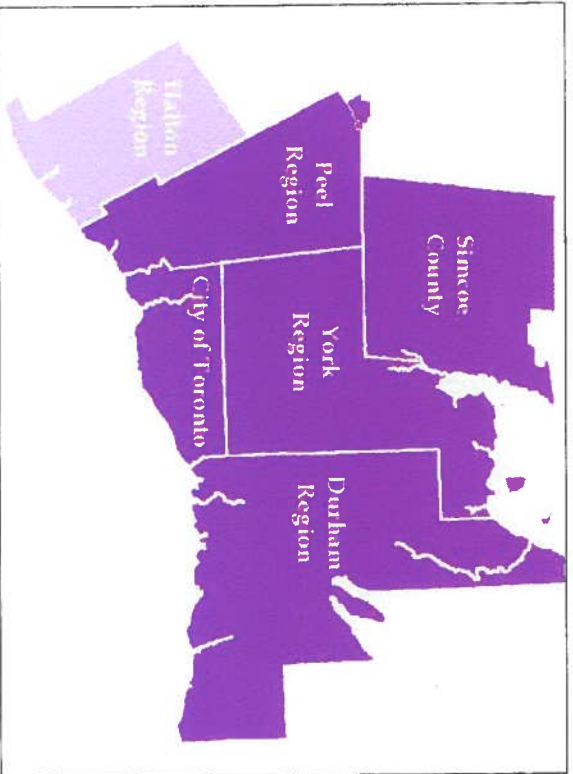 Simcoe
County
Peel
Region
York
Region
Durham
Region
Halton
Region
City of Toronto